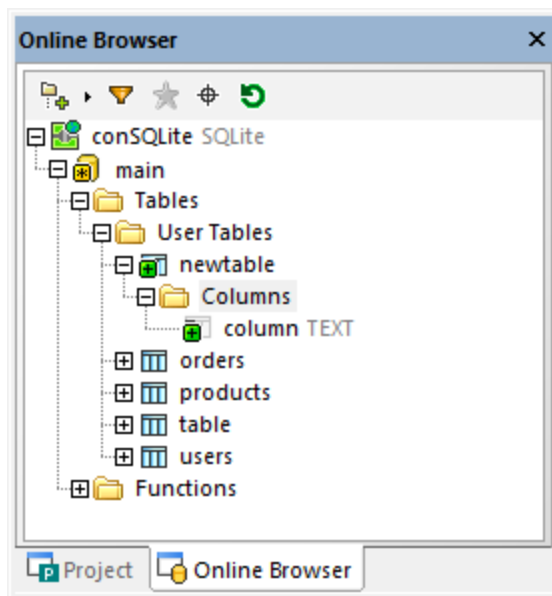 Online Browser
conSQLite SQLite
main
Tables
User Tables
newtable
Columns
column TEXT
orders
products
table
users
Functions
Project Online Browser